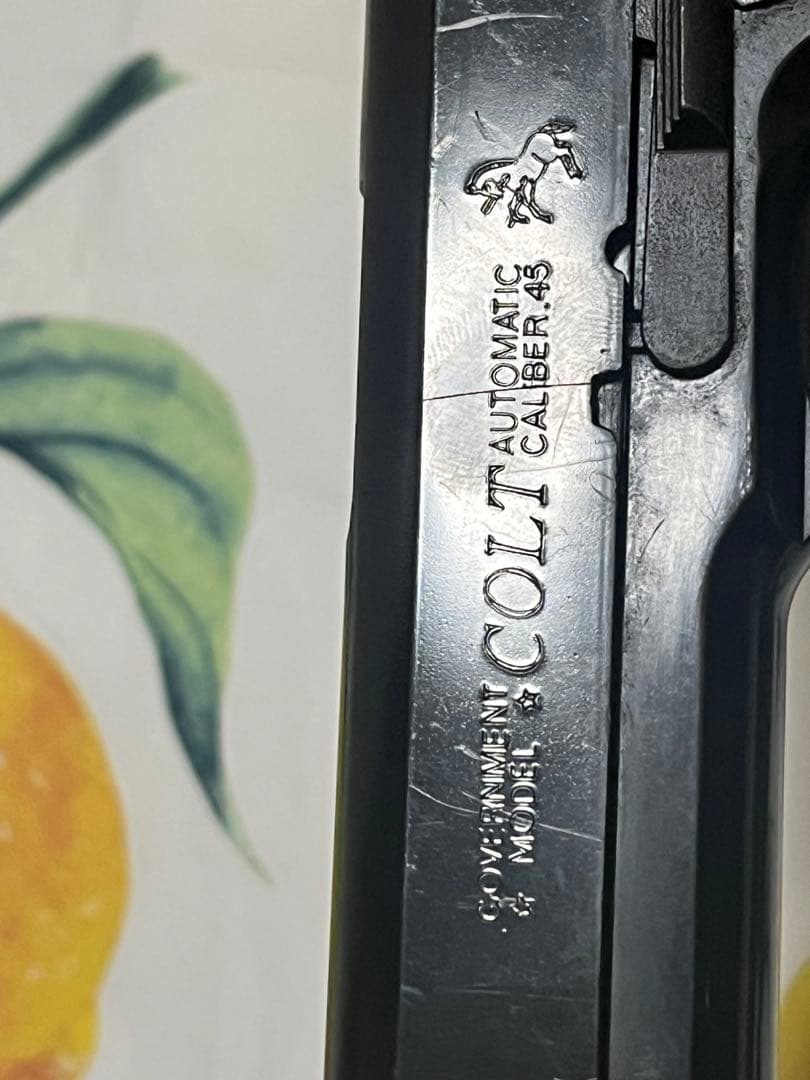 GOVERNMENT
MODEL
COLT
AUTOMATIC
CALIBER.45